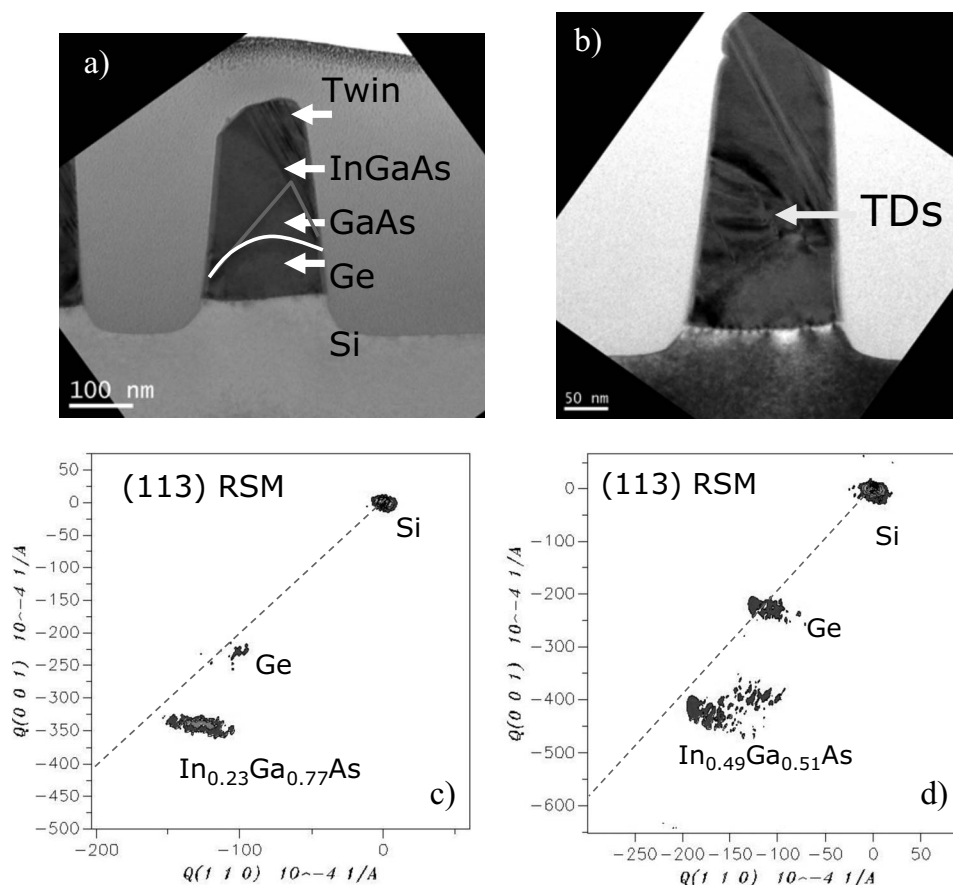 a)
Twin
InGaAs
GaAs
Ge
Si
100 nm
b)
TDs
50 nm
(113) RSM
Si
Ge
In0.23Ga0.77As
c)
50
0
−50
−100
−150
−200
−250
−300
−350
−400
−450
−500
−200
−100
0
Q(0 0 1) 10^-4 1/A
Q(1 1 0) 10^-4 1/A
(113) RSM
Si
Ge
In0.49Ga0.51As
d)
0
−100
−200
−300
−400
−500
−600
−250
−200
−150
−100
−50
0
50
Q(0 0 1) 10^-4 1/A
Q(1 1 0) 10^-4 1/A